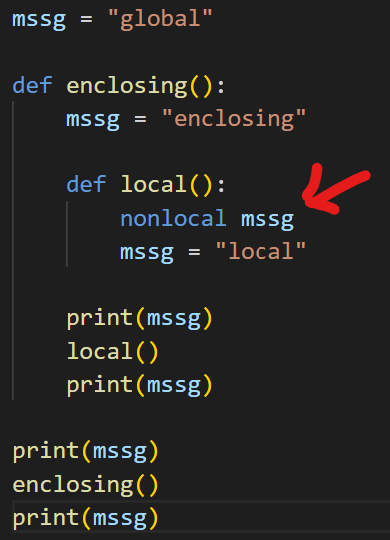 mssg = "global"
def enclosing():
    mssg = "enclosing"
    def local():
        nonlocal mssg
        mssg = "local"
    print(mssg)
    local()
    print(mssg)
print(mssg)
enclosing()
print(mssg)